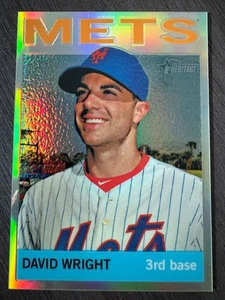 METS
HERITAGE
Mets
DAVID WRIGHT 3rd base